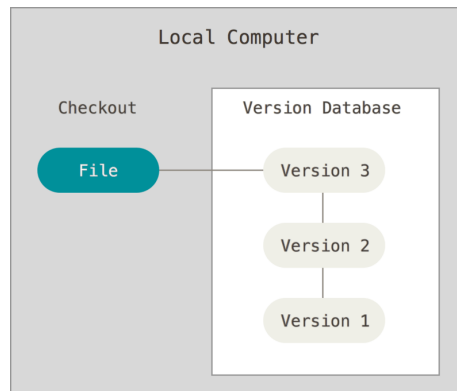 Local Computer
Checkout
Version Database
File
Version 3
Version 2
Version 1